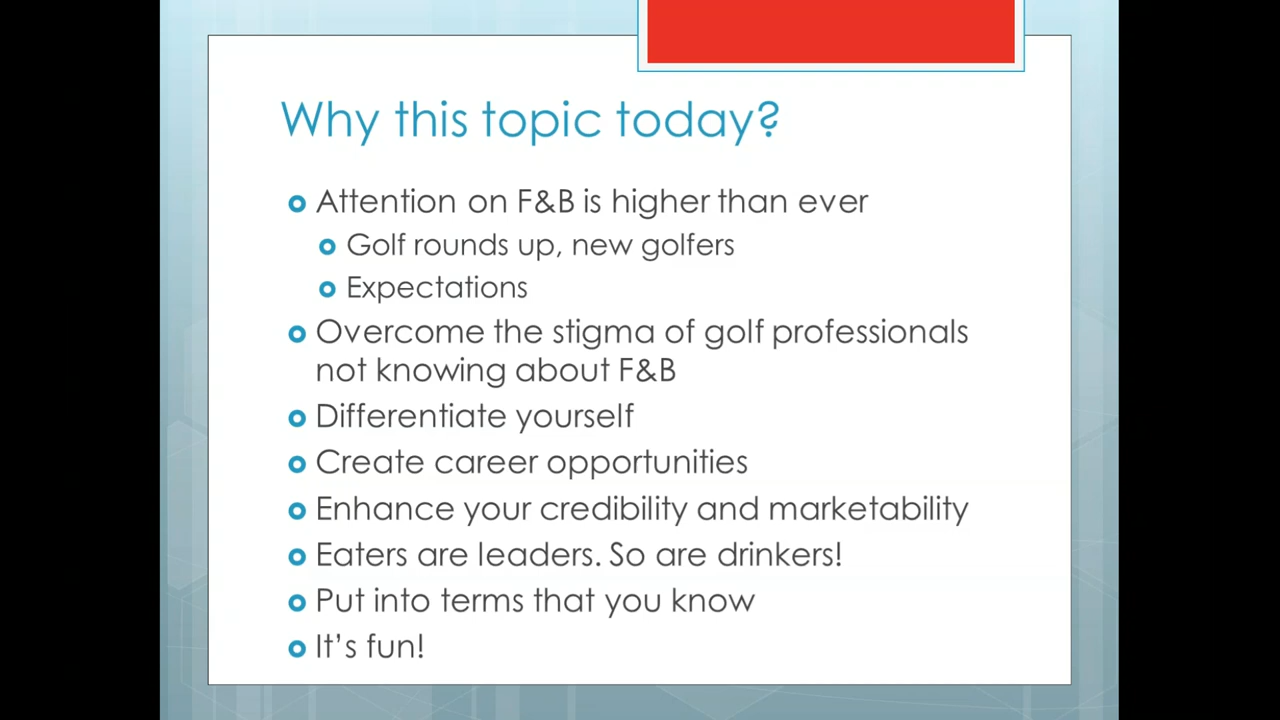 Why this topic today?
Attention on F&B is higher than ever
Golf rounds up, new golfers
Expectations
Overcome the stigma of golf professionals
not knowing about F&B
Differentiate yourself
Create career opportunities
Enhance your credibility and marketability
Eaters are leaders. So are drinkers!
Put into terms that you know
It's fun!